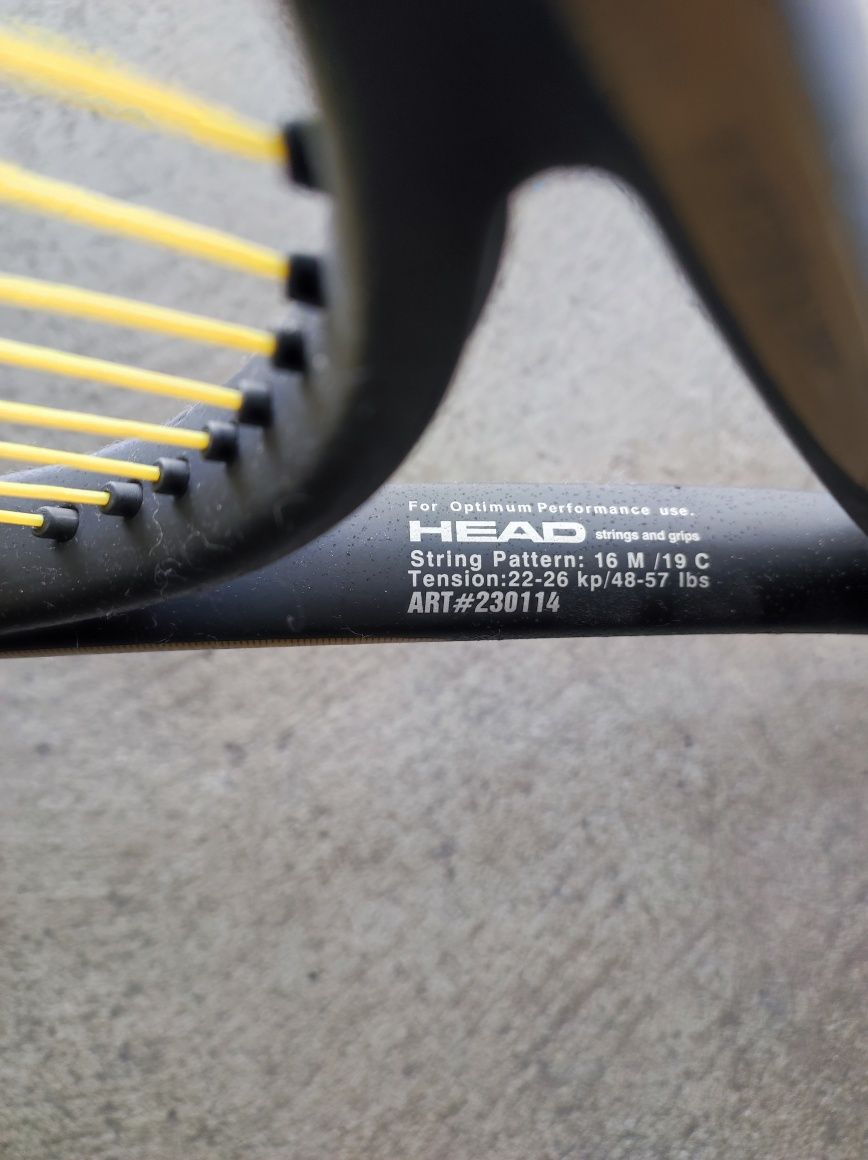 For Optimum Performance use.
HEAD strings and grips
String Pattern: 16 M /19 C
Tension:22-26 kp/48-57 lbs
ART#230114